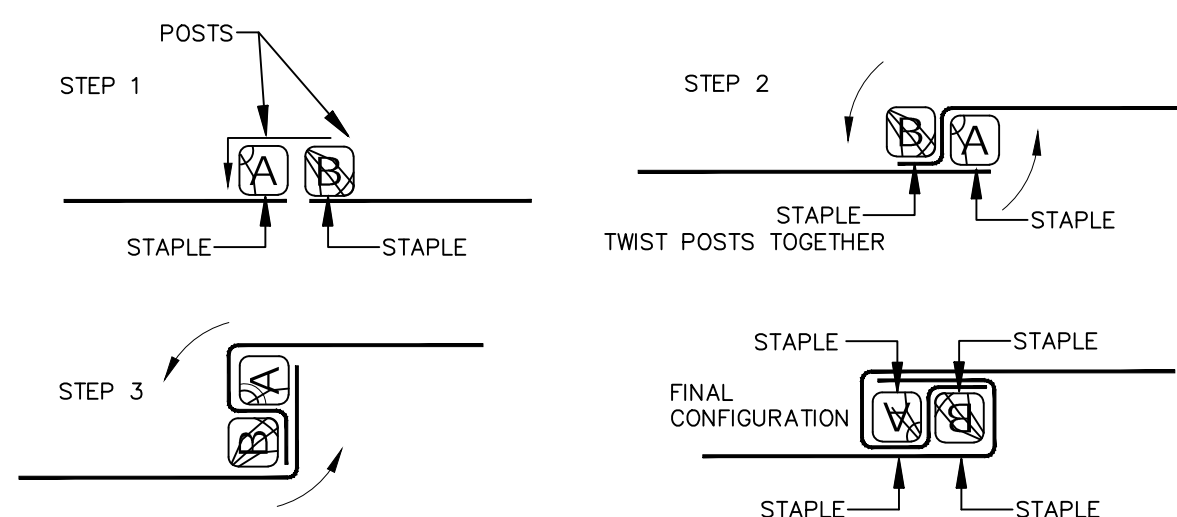 POSTS
STEP 1
A B
STAPLE STAPLE
STEP 2
B A
STAPLE STAPLE
TWIST POSTS TOGETHER
STEP 3
A
B
STAPLE STAPLE
FINAL
CONFIGURATION
A B
STAPLE STAPLE